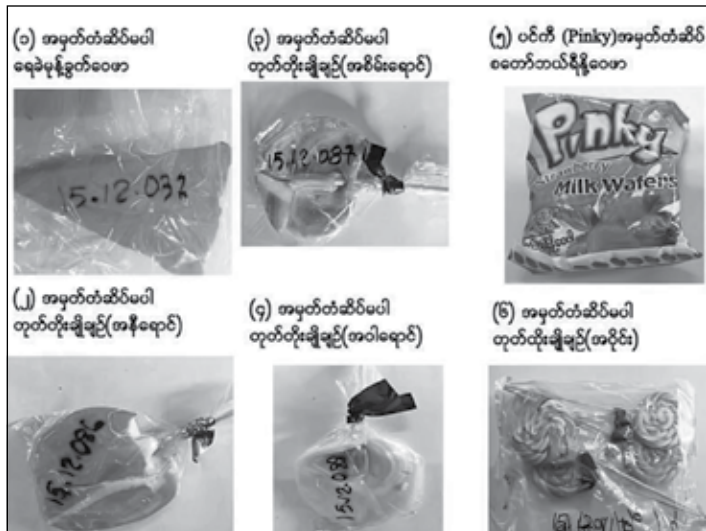 (၁) အမှတ်တံဆိပ်မပါ
ရေခဲမုန့်ခွက်ဝေဖာ
15.12.032
(၂) အမှတ်တံဆိပ်မပါ
တုတ်တိုးချိုချဉ်(အနီရောင်)
15.12.086
(၃) အမှတ်တံဆိပ်မပါ
တုတ်တိုးချိုချဉ်(အစိမ်းရောင်)
15.12.087
(၄) အမှတ်တံဆိပ်မပါ
တုတ်တိုးချိုချဉ်(အဝါရောင်)
(၅) ပင်ကီ (Pinky)အမှတ်တံဆိပ်
စတော်ဘယ်ရီနို့ဝေဖာ
Pinky
Strawberry
Milk Wafers
(၆) အမှတ်တံဆိပ်မပါ
တုတ်ထိုးချိုချဉ်(အဝိုင်း)